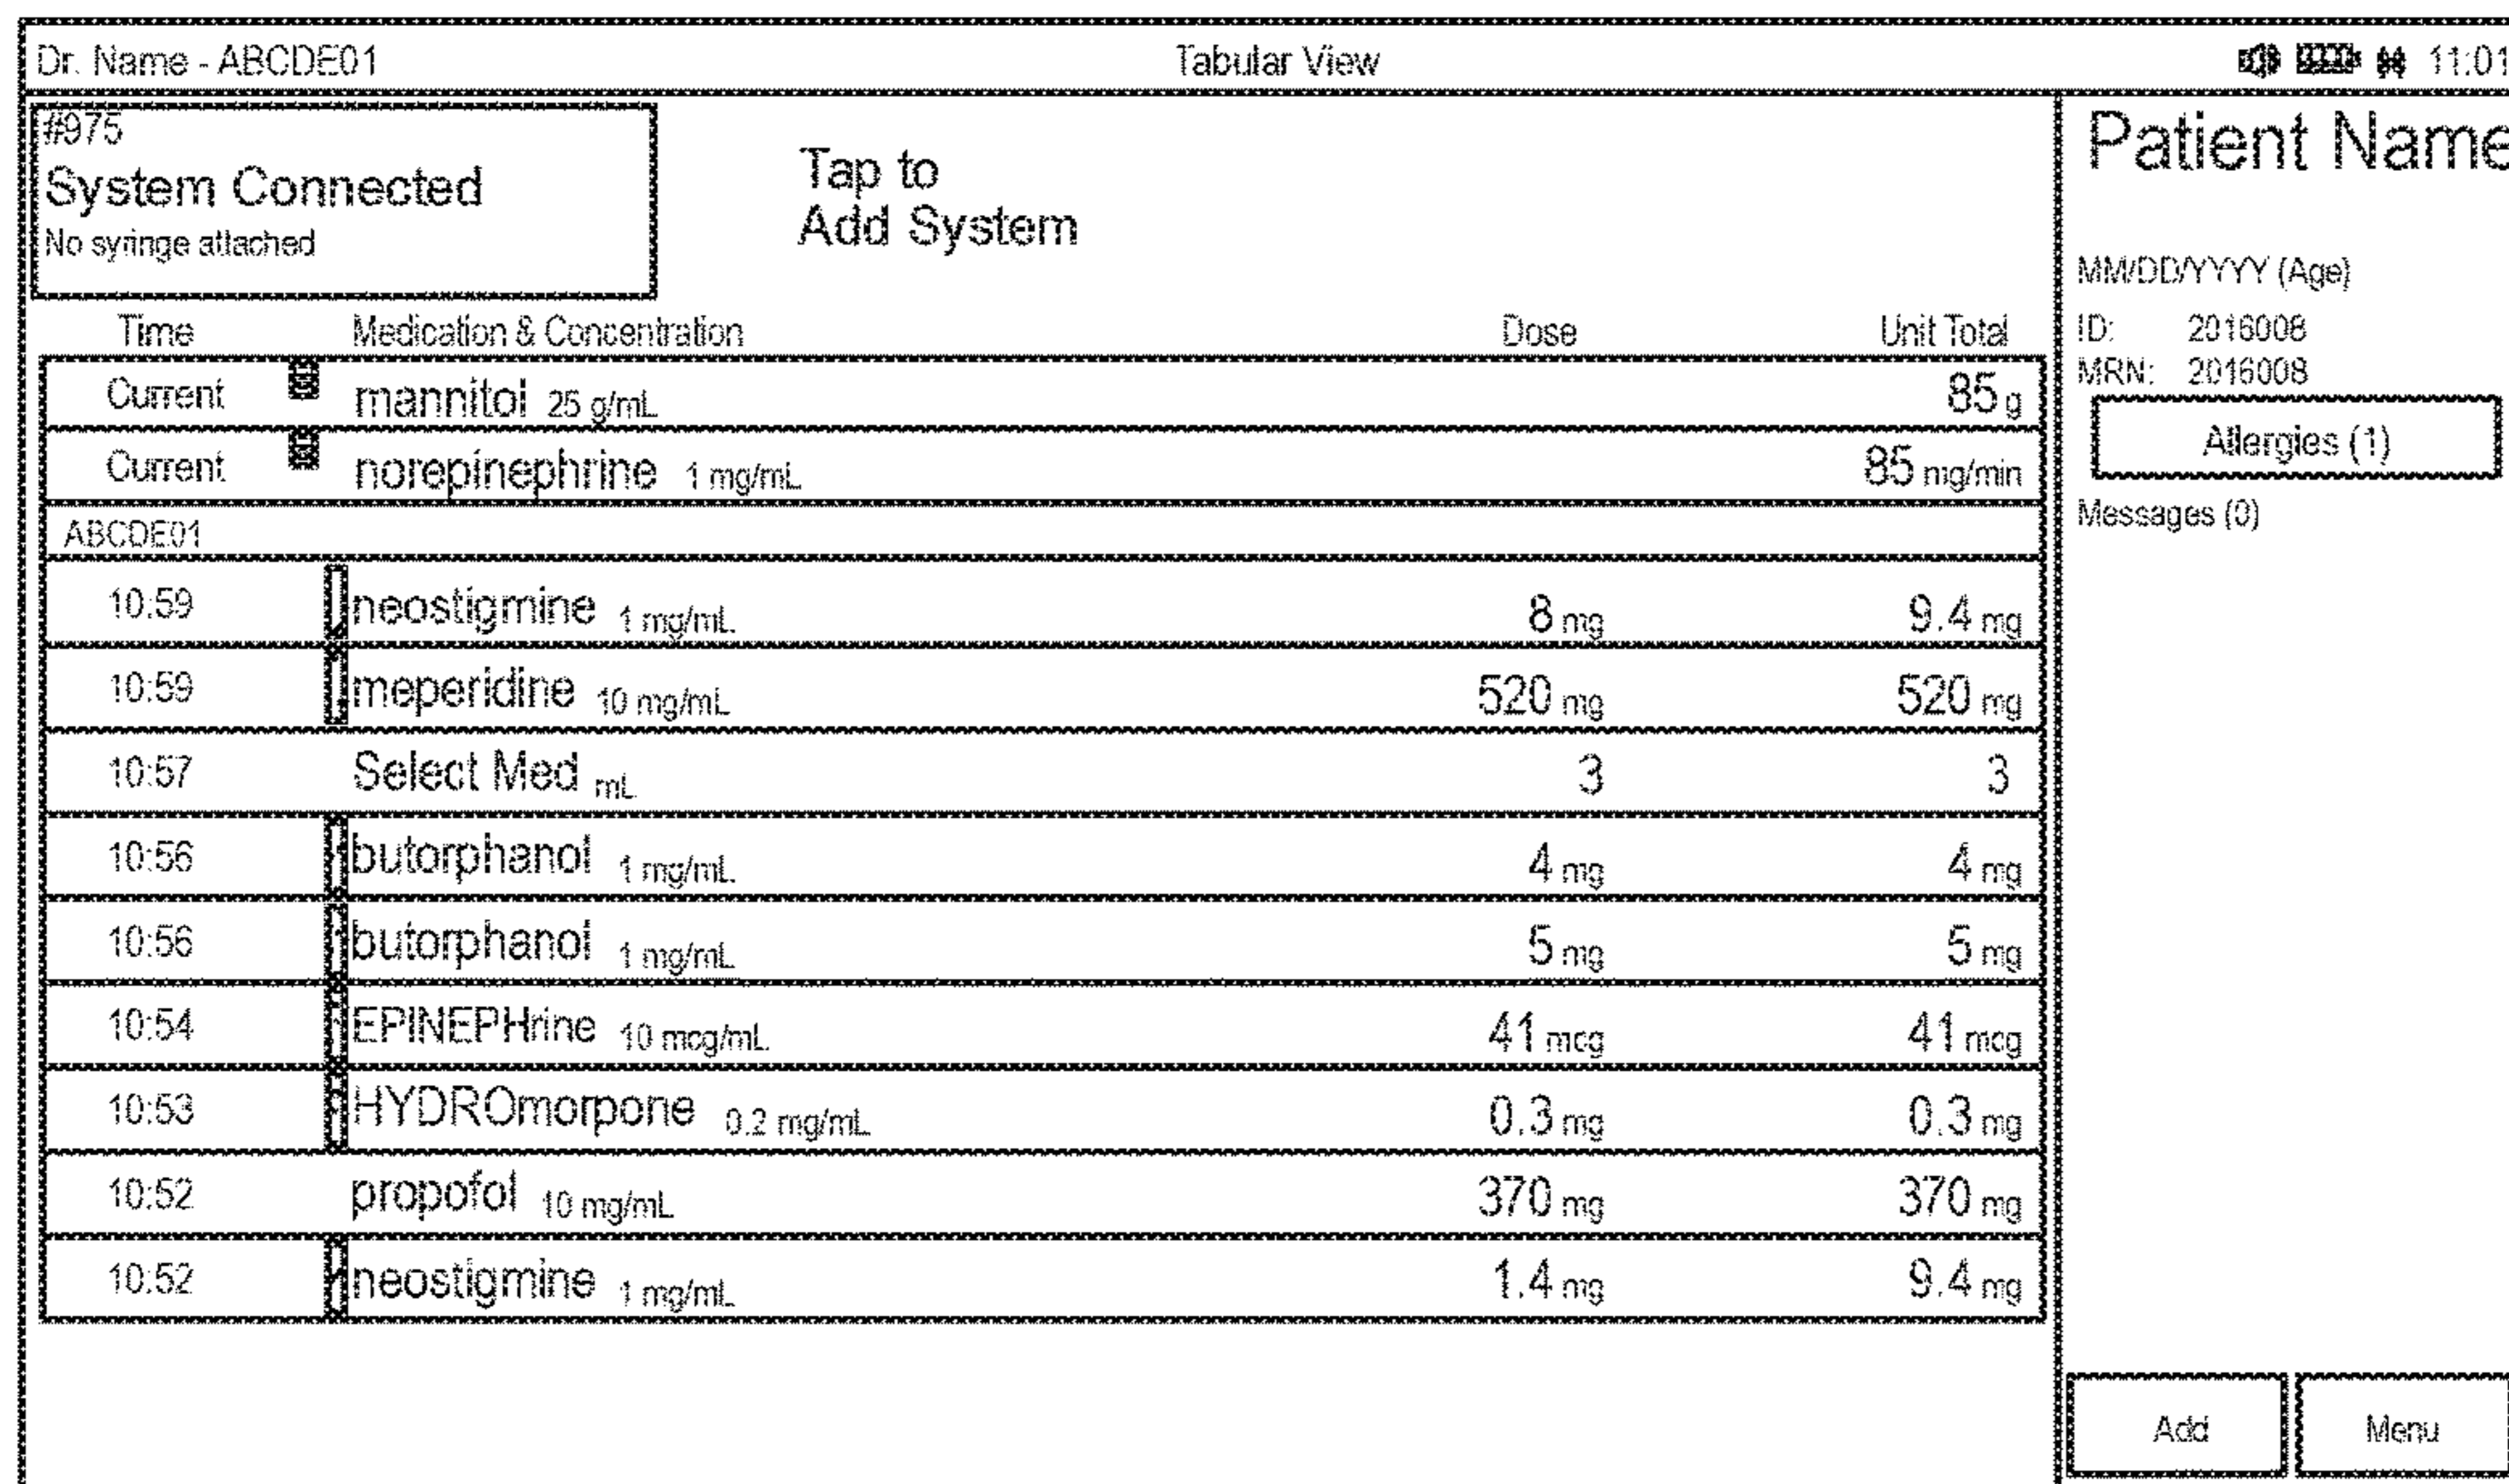 Dr. Name - ABCDE01 Tabular View 11:01
#975
System Connected
No syringe attached
Tap to
Add System
Time Medication & Concentration Dose Unit Total
Current mannitol 25 g/mL 85 g
Current norepinephrine 1 mg/mL 85 mg/min
ABCDE01
10:59 neostigmine 1 mg/mL 8 mg 9.4 mg
10:59 meperidine 10 mg/mL 520 mg 520 mg
10:57 Select Med mL 3 3
10:56 butorphanol 1 mg/mL 4 mg 4 mg
10:56 butorphanol 1 mg/mL 5 mg 5 mg
10:54 EPINEPHrine 10 mcg/mL 41 mcg 41 mcg
10:53 HYDROmorpone 0.2 mg/mL 0.3 mg 0.3 mg
10:52 propofol 10 mg/mL 370 mg 370 mg
10:52 neostigmine 1 mg/mL 1.4 mg 9.4 mg
Patient Name
MM/DD/YYYY (Age)
ID: 2016008
MRN: 2016008
Allergies (1)
Messages (0)
Add Menu